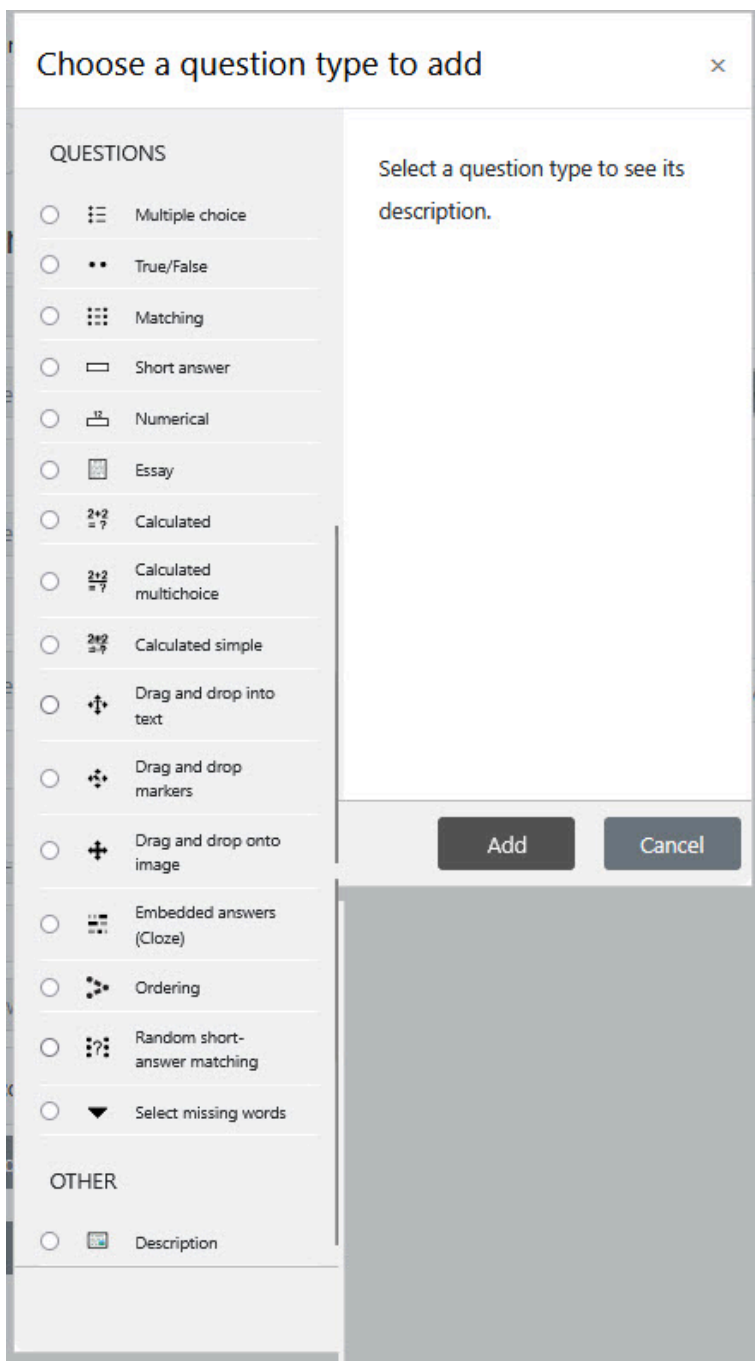 Choose a question type to add
×
QUESTIONS
Multiple choice
True/False
Matching
Short answer
12
Numerical
Essay
2+2
= ?
Calculated
2+2
= ?
Calculated
multichoice
2+2
= ?
Calculated simple
Drag and drop into
text
Drag and drop
markers
Drag and drop onto
image
Embedded answers
(Cloze)
Ordering
?
Random short-
answer matching
Select missing words
OTHER
Description
Select a question type to see its
description.
Add
Cancel